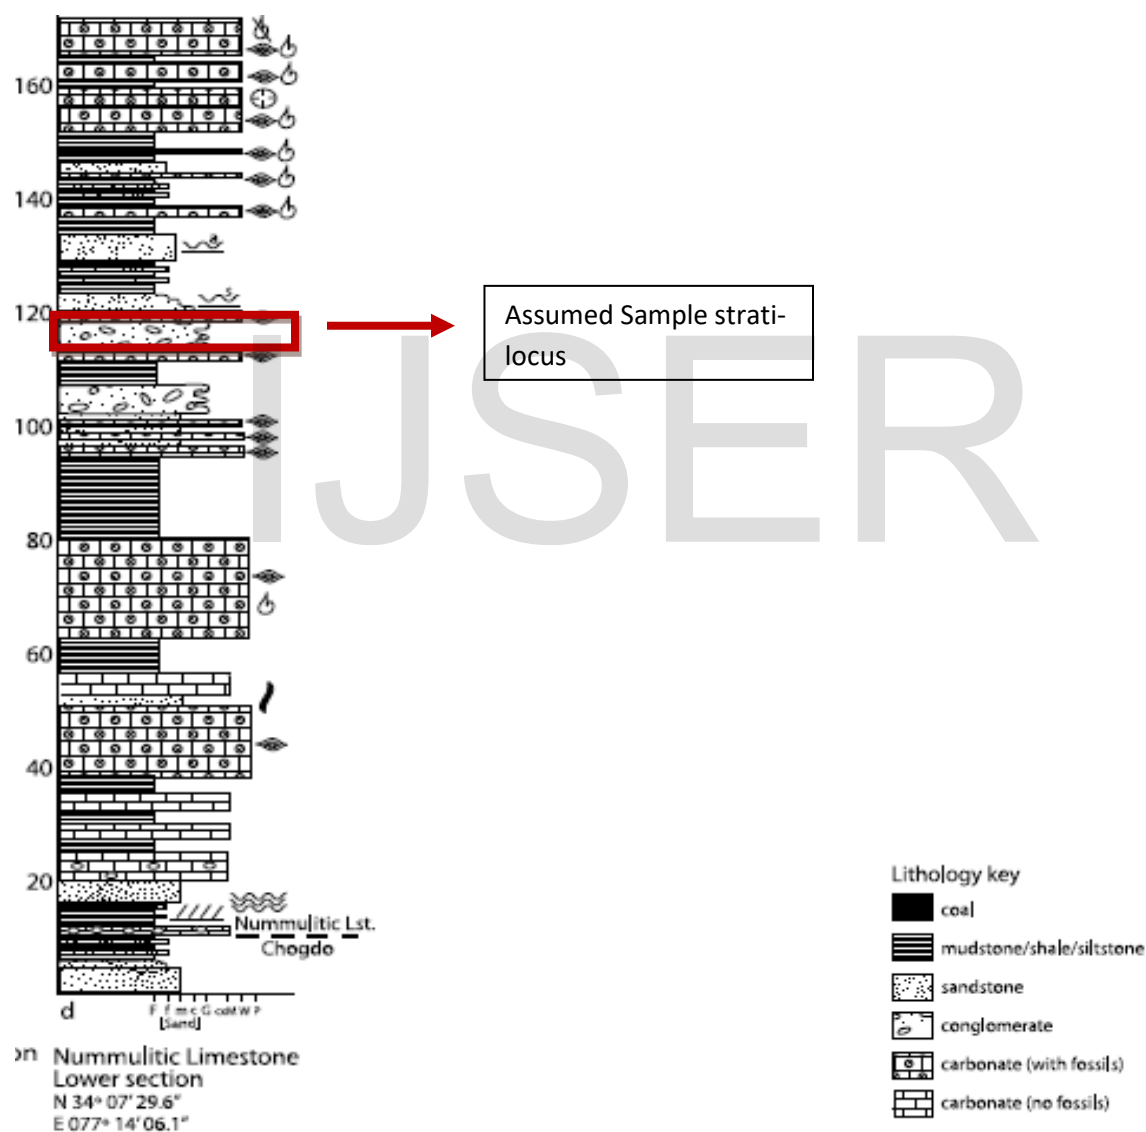 160
140
120
Assumed Sample strati-
locus
IJSER
100
80
60
40
20
Nummulitic Lst.
Chogdo
d
F f m c G M W P
[Sand]
on Nummulitic Limestone
Lower section
N 34° 07' 29.6"
E 077° 14' 06.1"
Lithology key
coal
mudstone/shale/siltstone
sandstone
conglomerate
carbonate (with fossils)
carbonate (no fossils)